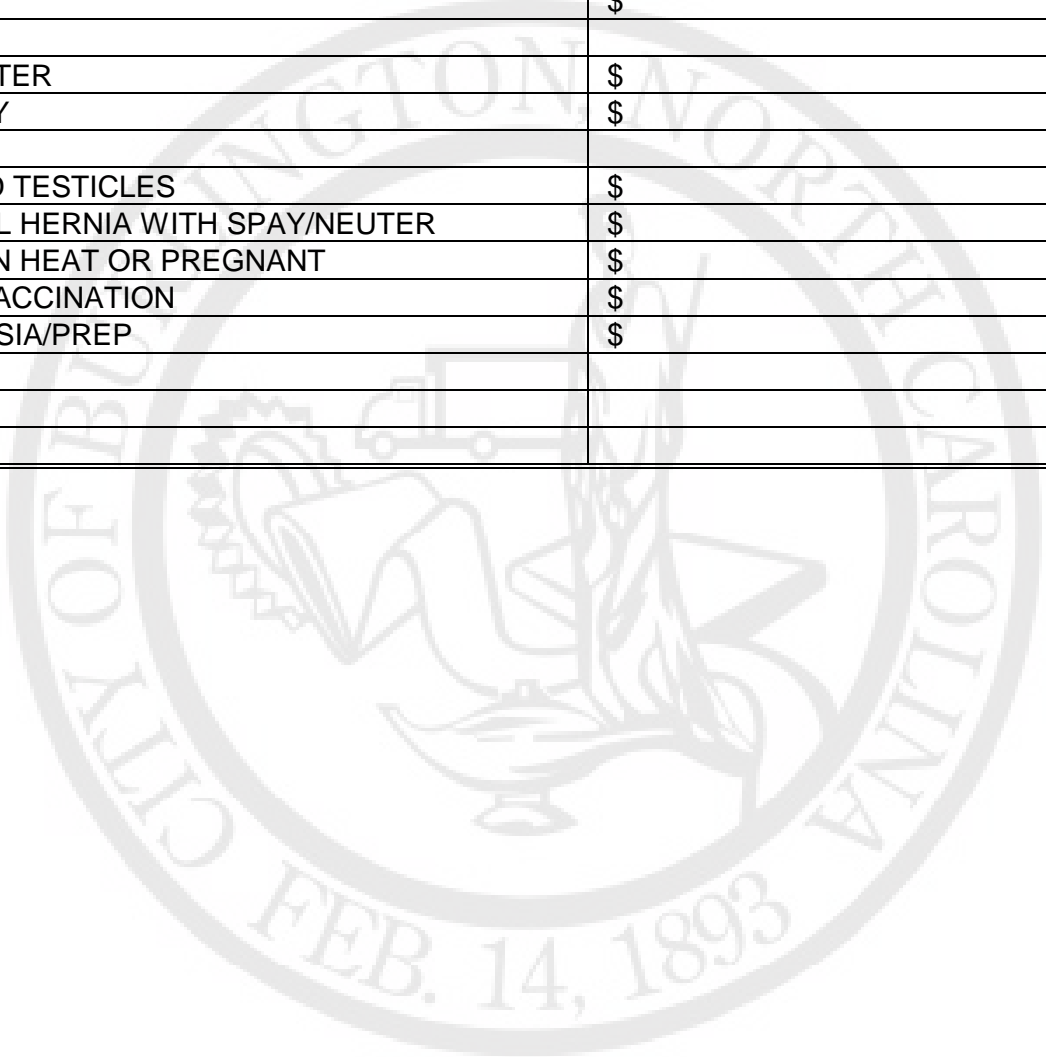 $
TER $
Y $
D TESTICLES $
L HERNIA WITH SPAY/NEUTER $
N HEAT OR PREGNANT $
ACCINATION $
SIA/PREP $
CITY OF BURLINGTON, NORTH CAROLINA
FEB. 14, 1893